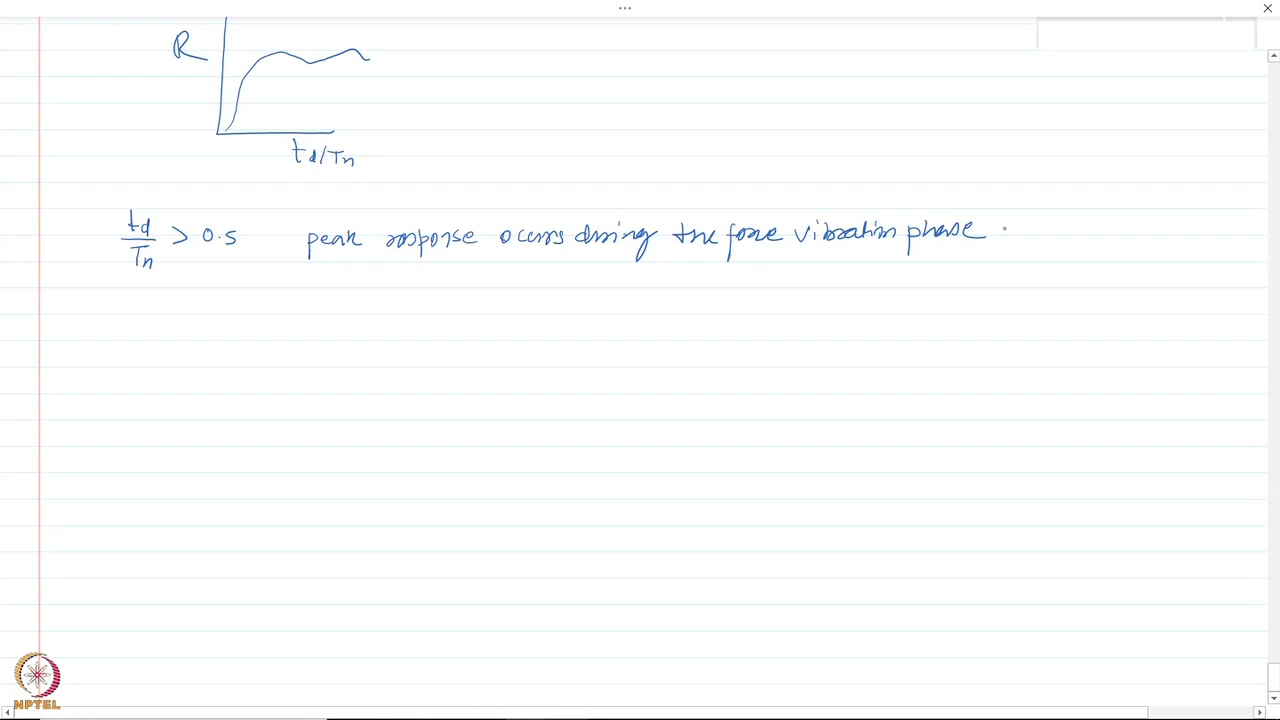 R
td/Tn
td/Tn > 0.5 peak response occurs during the force vibration phase.
NPTEL